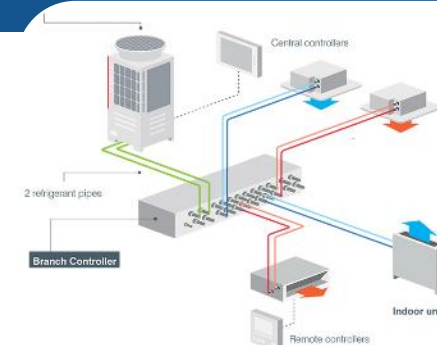 Central controllers
2 refrigerant pipes
Branch Controller
Indoor un
Remote controllers